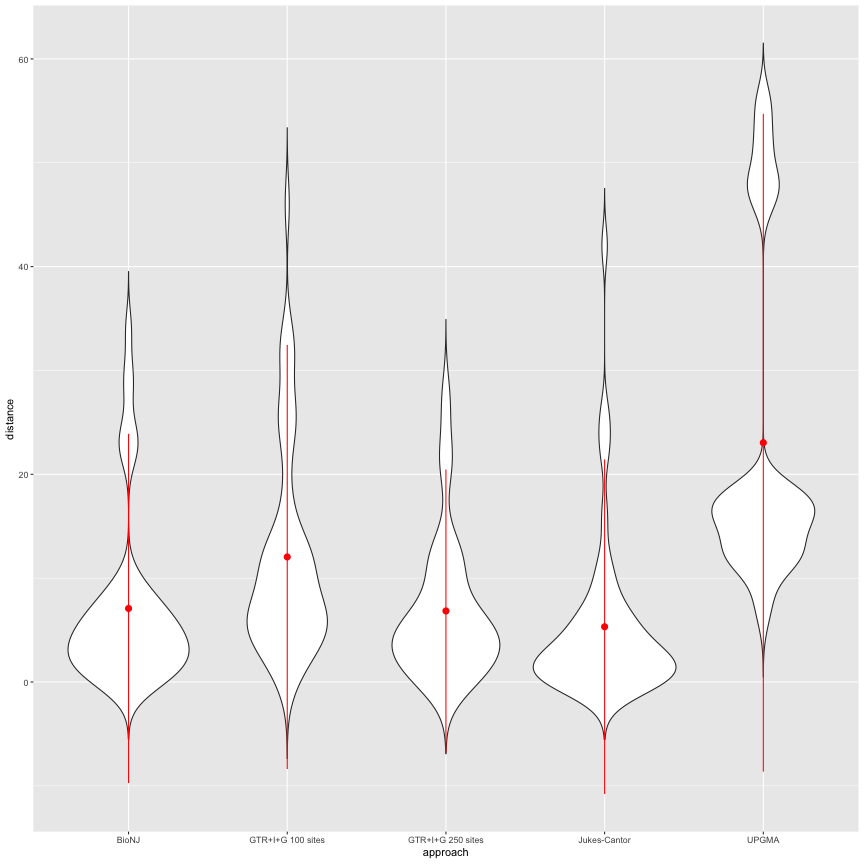 60
40
20
0
distance
BioNJ GTR+I+G 100 sites GTR+I+G 250 sites Jukes-Cantor UPGMA
approach